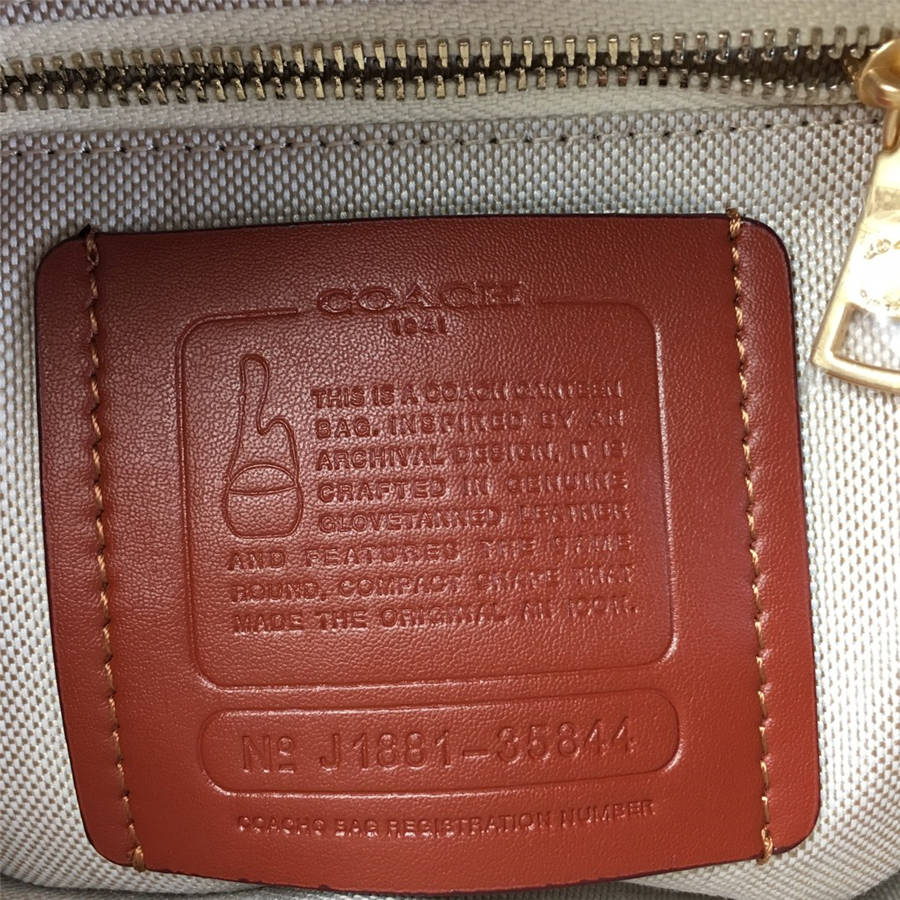 COACH
1941
THIS IS A COACH CANTEEN
BAG. INSPIRED BY AN
ARCHIVAL DESIGN, IT IS
CRAFTED IN GENUINE
GLOVETANNED LEATHER
AND FEATURES THE SAME
ROUND, COMPACT SHAPE THAT
MADE THE ORIGINAL AN ICON.
Nº J1881-35844
COACH© BAG REGISTRATION NUMBER